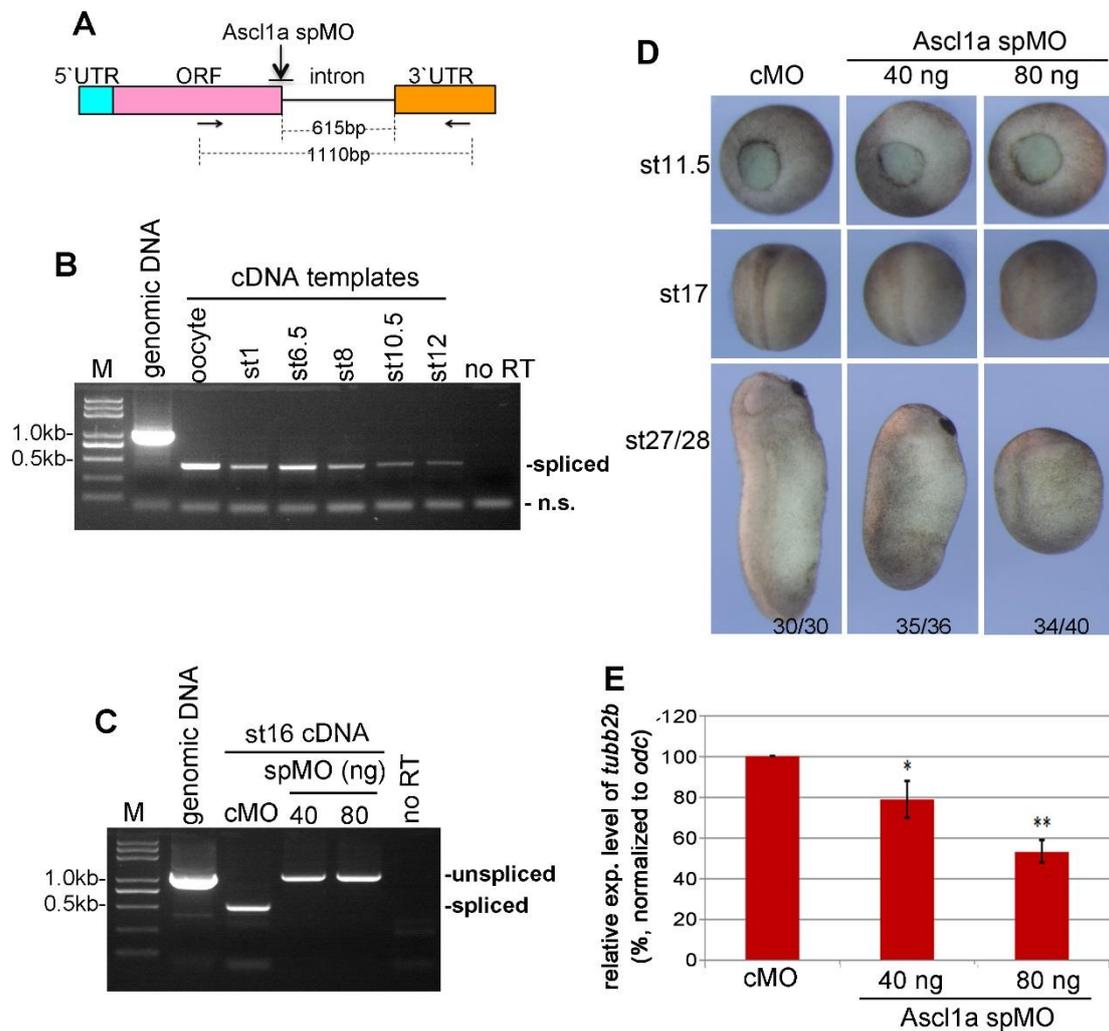 A
Ascl1a spMO
5`UTR ORF intron 3`UTR
615bp
1110bp
B
genomic DNA
cDNA templates
oocyte
st1
st6.5
st8
st10.5
st12
no RT
M
1.0kb-
0.5kb-
-spliced
- n.s.
C
genomic DNA
st16 cDNA
spMO (ng)
no RT
M
cMO 40 80
1.0kb-
0.5kb-
-unspliced
-spliced
D
Ascl1a spMO
cMO 40 ng 80 ng
st11.5
st17
st27/28
30/30 35/36 34/40
E
relative exp. level of tubb2b
(%, normalized to odc)
120
100
80
60
40
20
0
*
**
cMO 40 ng 80 ng
Ascl1a spMO